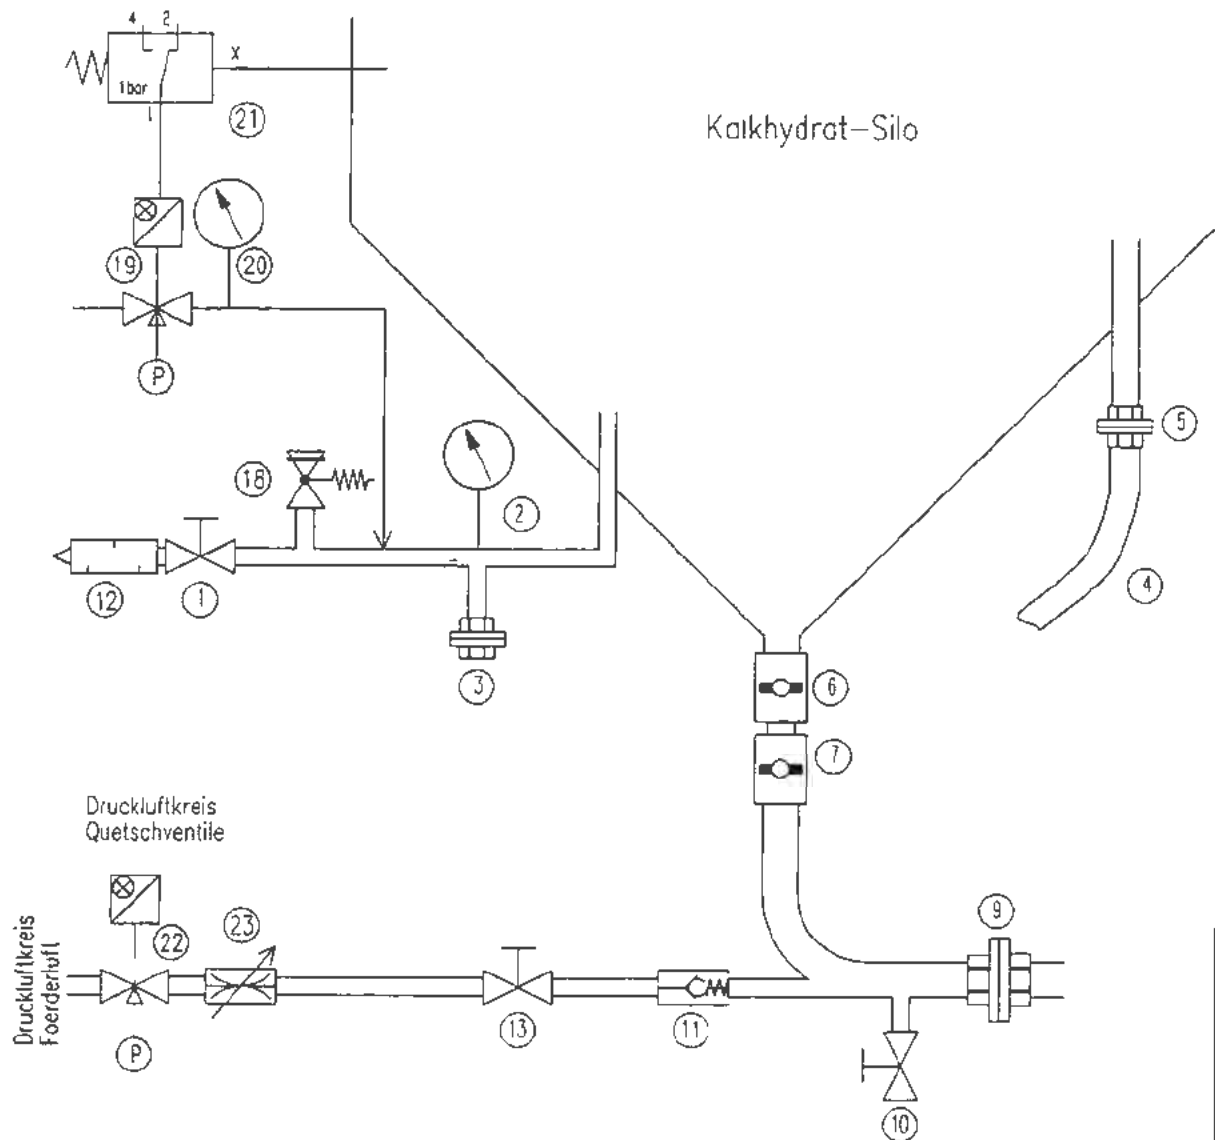 4 2
X
1bar
1
21
Kalkhydrat-Silo
19
20
P
5
18
2
4
12
1
3
6
7
Druckluftkreis
Quetschventile
Druckluftkreis
Foerderluft
22
23
9
13
11
P
10